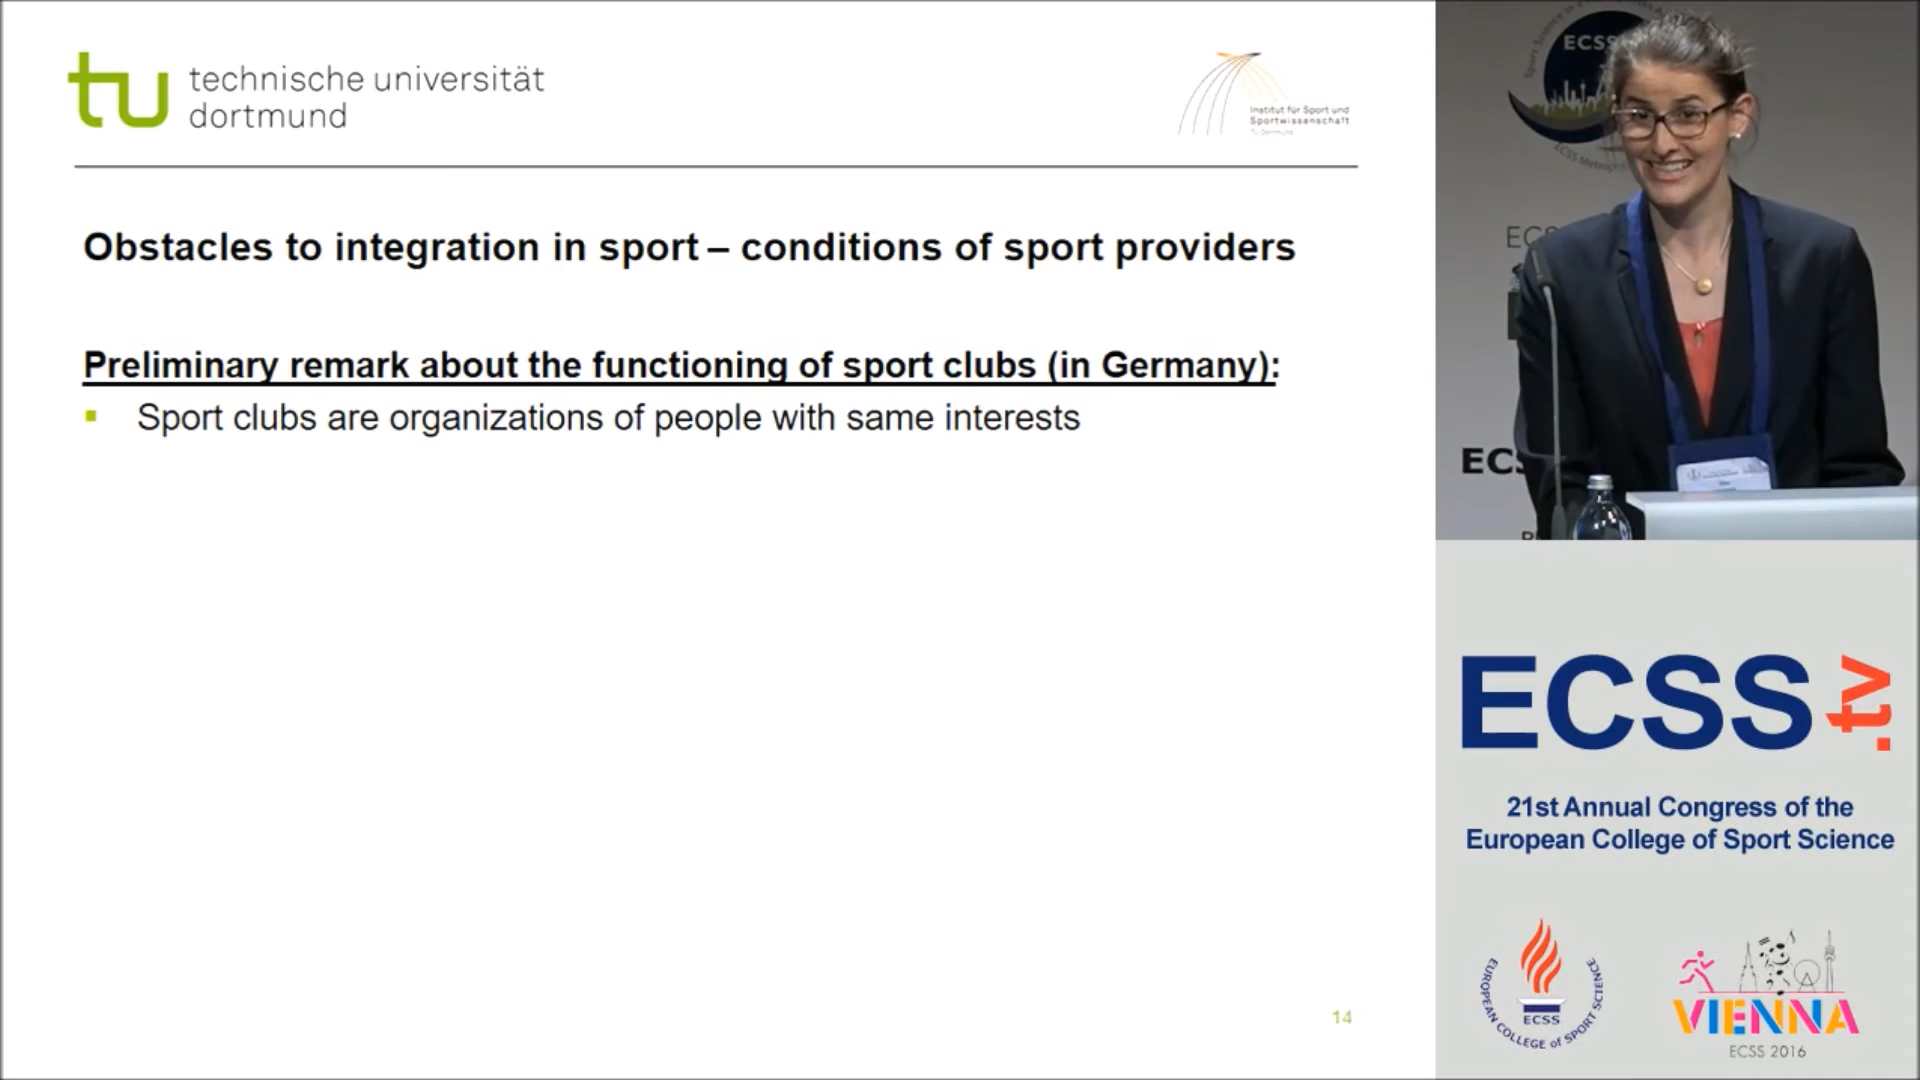 technische universität
dortmund
Institut für Sport und
Sportwissenschaft
TU Dortmund
Obstacles to integration in sport – conditions of sport providers
Preliminary remark about the functioning of sport clubs (in Germany):
Sport clubs are organizations of people with same interests
14
ECSS
ECSS Metropolis
ECSS.tv
21st Annual Congress of the
European College of Sport Science
EUROPEAN COLLEGE of SPORT SCIENCE
ECSS
VIENNA
ECSS 2016